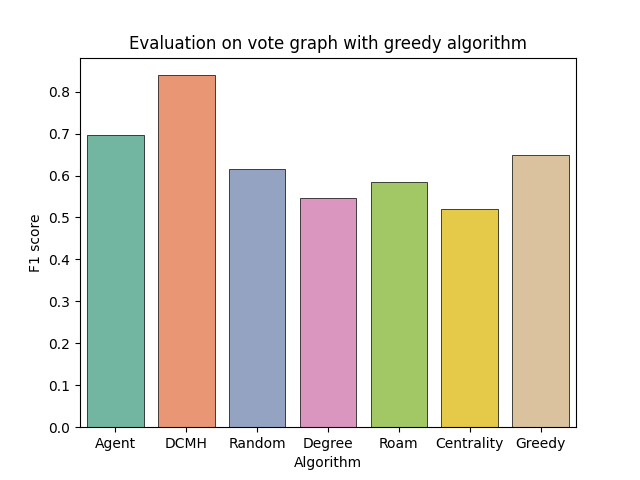 Evaluation on vote graph with greedy algorithm
F1 score
0.8
0.7
0.6
0.5
0.4
0.3
0.2
0.1
0.0
Agent DCMH Random Degree Roam Centrality Greedy
Algorithm